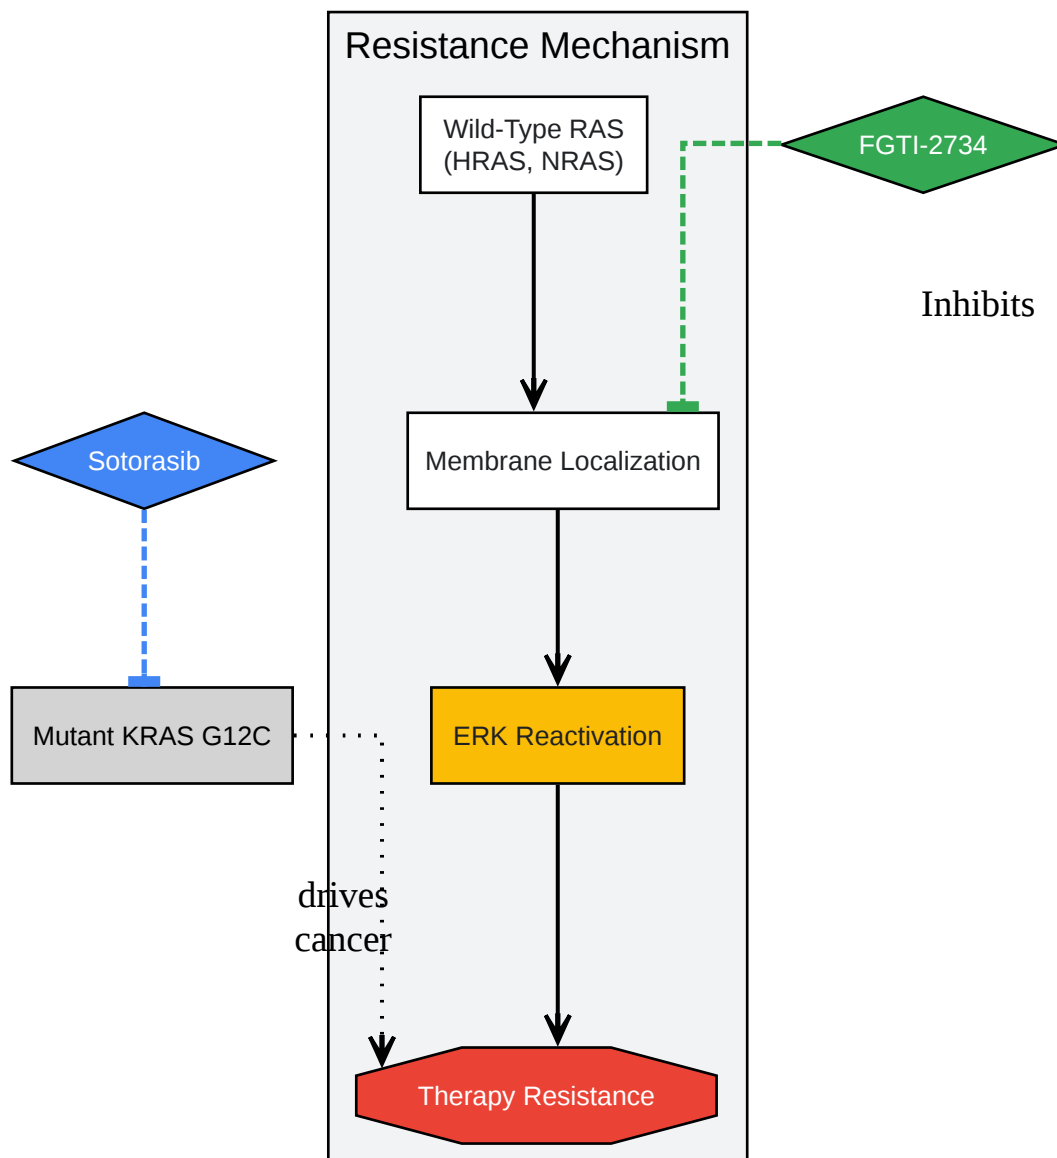 Resistance Mechanism
Wild-Type RAS
(HRAS, NRAS)
FGTI-2734
Inhibits
Sotorasib
Membrane Localization
Mutant KRAS G12C
ERK Reactivation
drives
cancer
Therapy Resistance